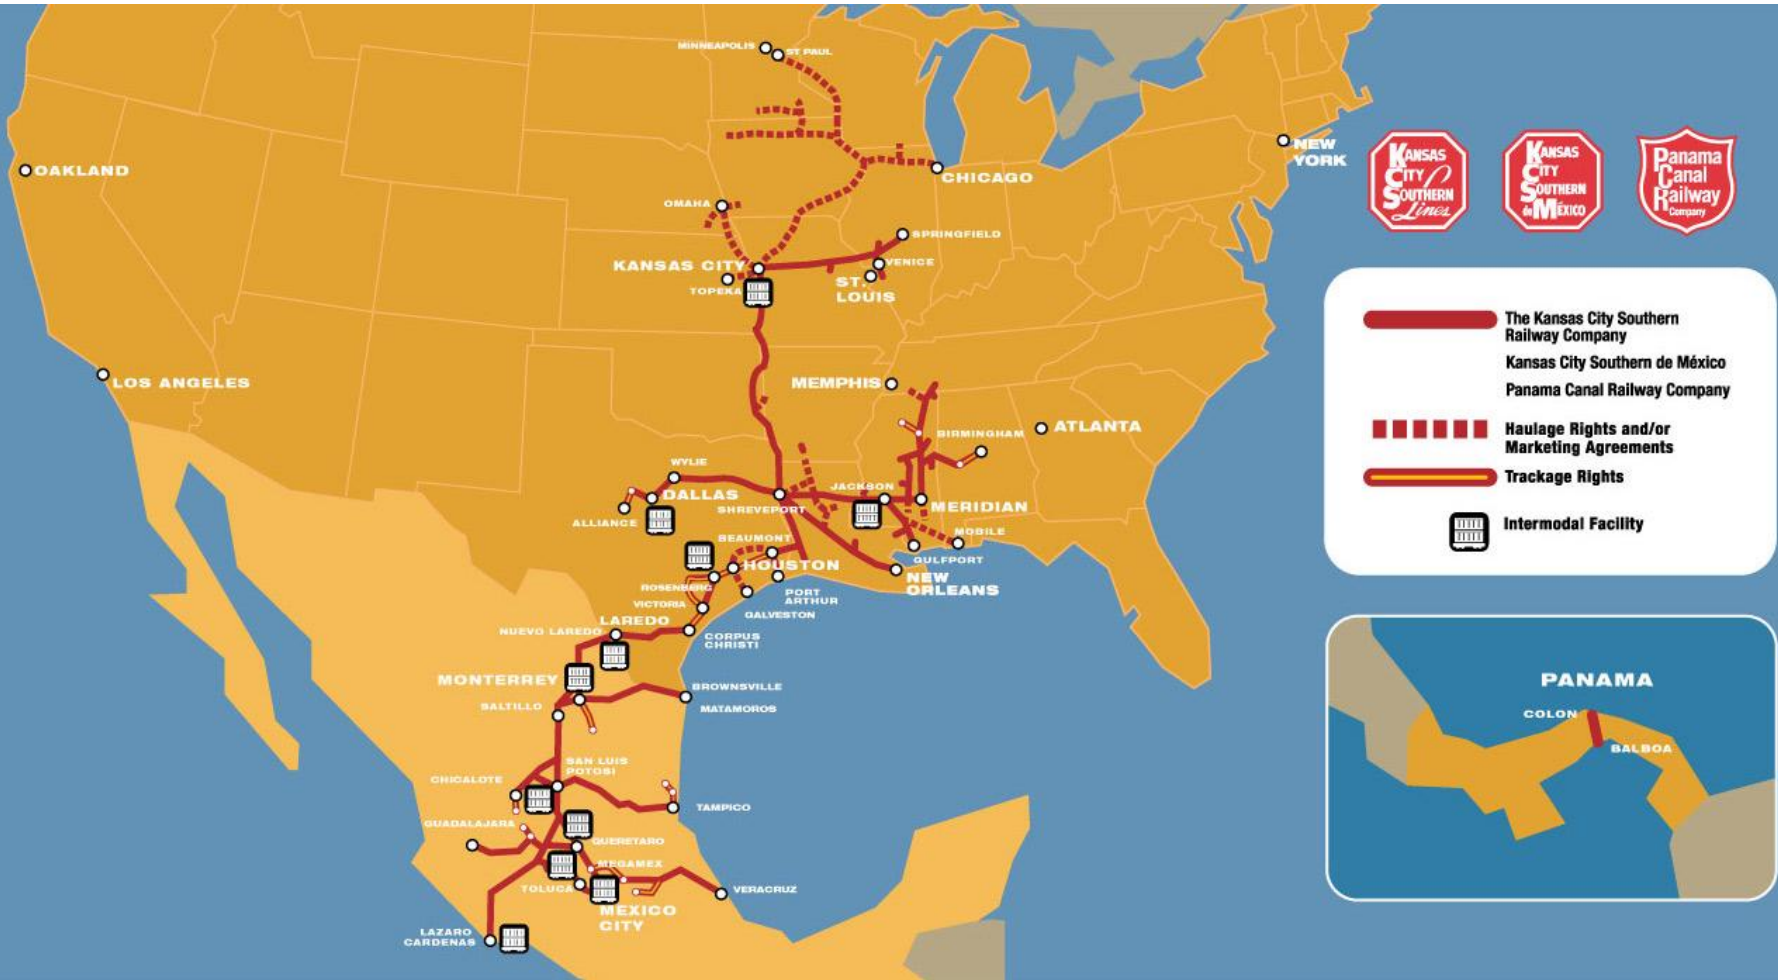 MINNEAPOLIS
ST PAUL
OAKLAND
CHICAGO
NEW
YORK
OMAHA
SPRINGFIELD
KANSAS CITY
VENICE
TOPEKA
ST.
LOUIS
LOS ANGELES
MEMPHIS
BIRMINGHAM
ATLANTA
WYLIE
DALLAS
JACKSON
SHREVEPORT
MERIDIAN
ALLIANCE
BEAUMONT
MOBILE
HOUSTON
GULFPORT
ROSENBERG
PORT
ARTHUR
NEW
ORLEANS
VICTORIA
GALVESTON
LAREDO
NUEVO LAREDO
CORPUS
CHRISTI
MONTERREY
BROWNSVILLE
SALTILLO
MATAMOROS
SAN LUIS
POTOSI
CHICALOTE
TAMPICO
GUADALAJARA
QUERETARO
MEGAMEX
TOLUCA
VERACRUZ
MEXICO
CITY
LAZARO
CARDENAS
KANSAS
CITY
SOUTHERN
Lines
KANSAS
CITY
SOUTHERN
de MÉXICO
Panama
Canal
Railway
Company
The Kansas City Southern
Railway Company
Kansas City Southern de México
Panama Canal Railway Company
Haulage Rights and/or
Marketing Agreements
Trackage Rights
Intermodal Facility
PANAMA
COLON
BALBOA